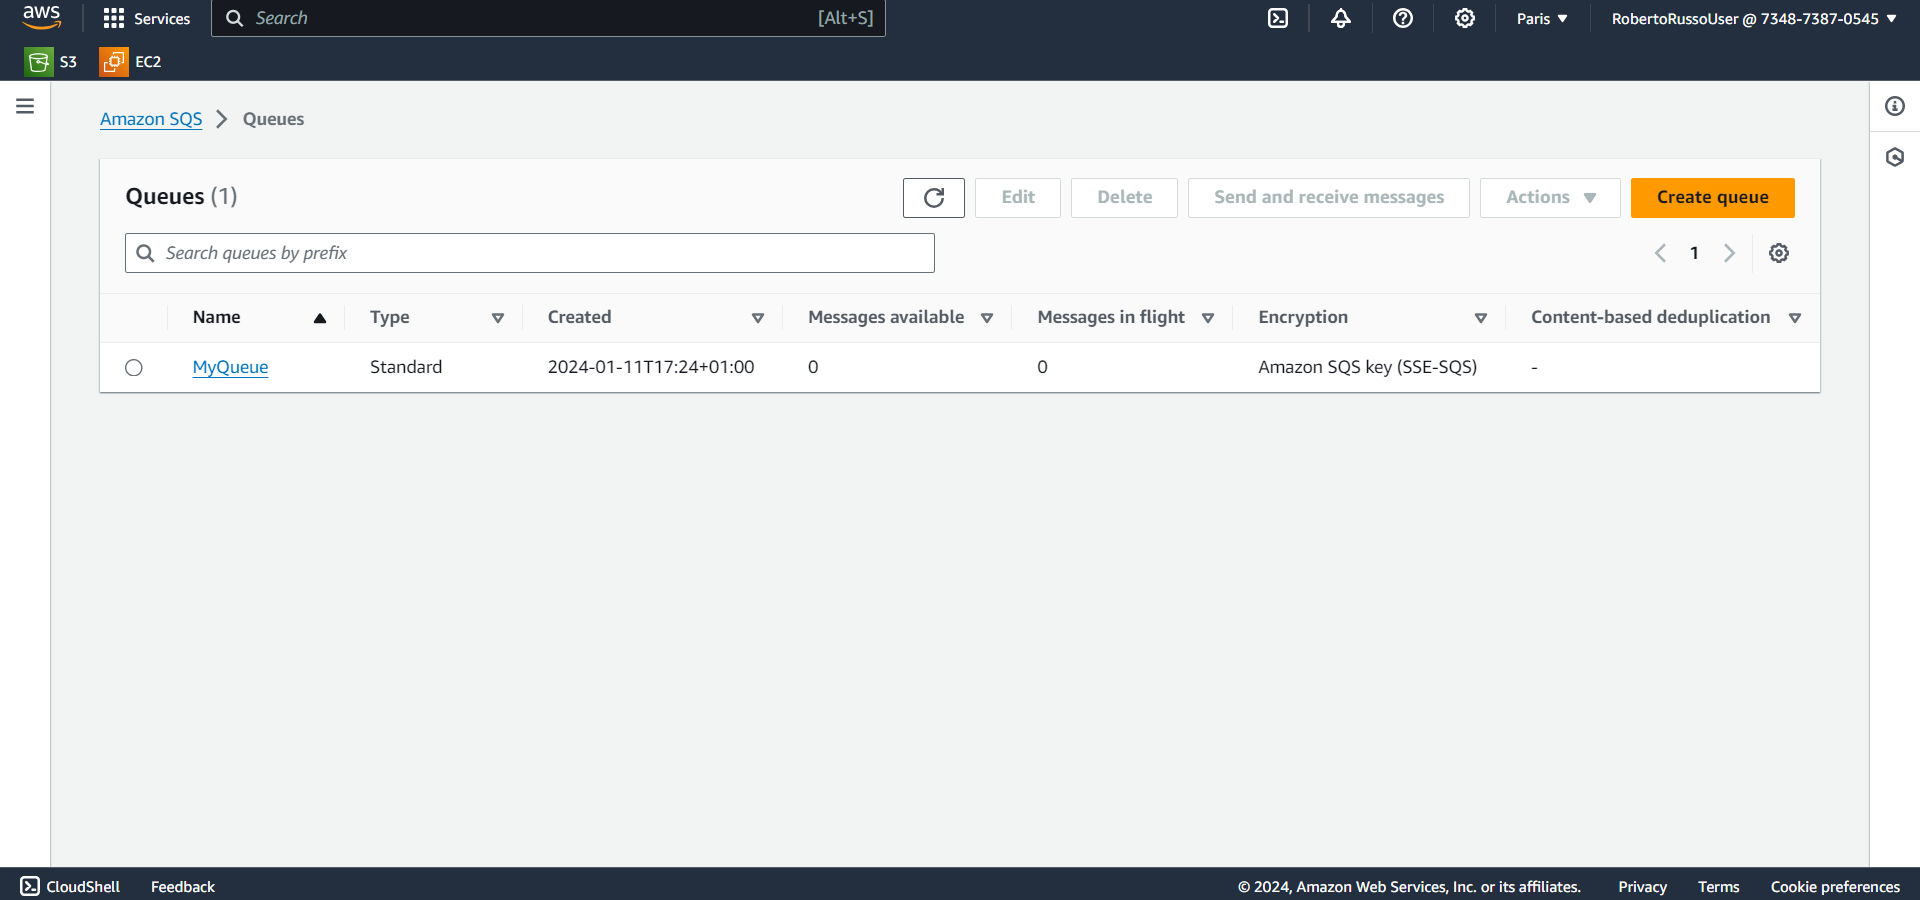 aws Services Search [Alt+S] Paris RobertoRussoUser @ 7348-7387-0545
S3 EC2
Amazon SQS Queues
Queues (1) Edit Delete Send and receive messages Actions Create queue
Search queues by prefix 1
Name Type Created Messages available Messages in flight Encryption Content-based deduplication
MyQueue Standard 2024-01-11T17:24+01:00 0 0 Amazon SQS key (SSE-SQS) -
CloudShell Feedback © 2024, Amazon Web Services, Inc. or its affiliates. Privacy Terms Cookie preferences